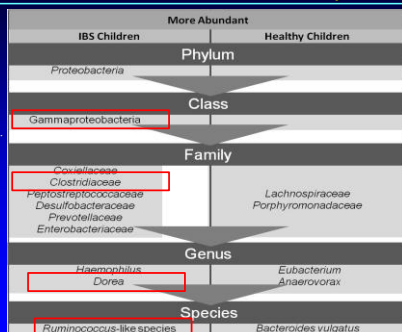 More Abundant
IBS Children Healthy Children
Phylum
Proteobacteria
Class
Gammaproteobacteria
Family
Coxiellaceae
Clostridiaceae
Peptostreptococcaceae Lachnospiraceae
Desulfobacteraceae Porphyromonadaceae
Prevotellaceae
Enterobacteriaceae
Genus
Haemophilus Eubacterium
Dorea Anaerovorax
Species
Ruminococcus-like species Bacteroides vulgatus